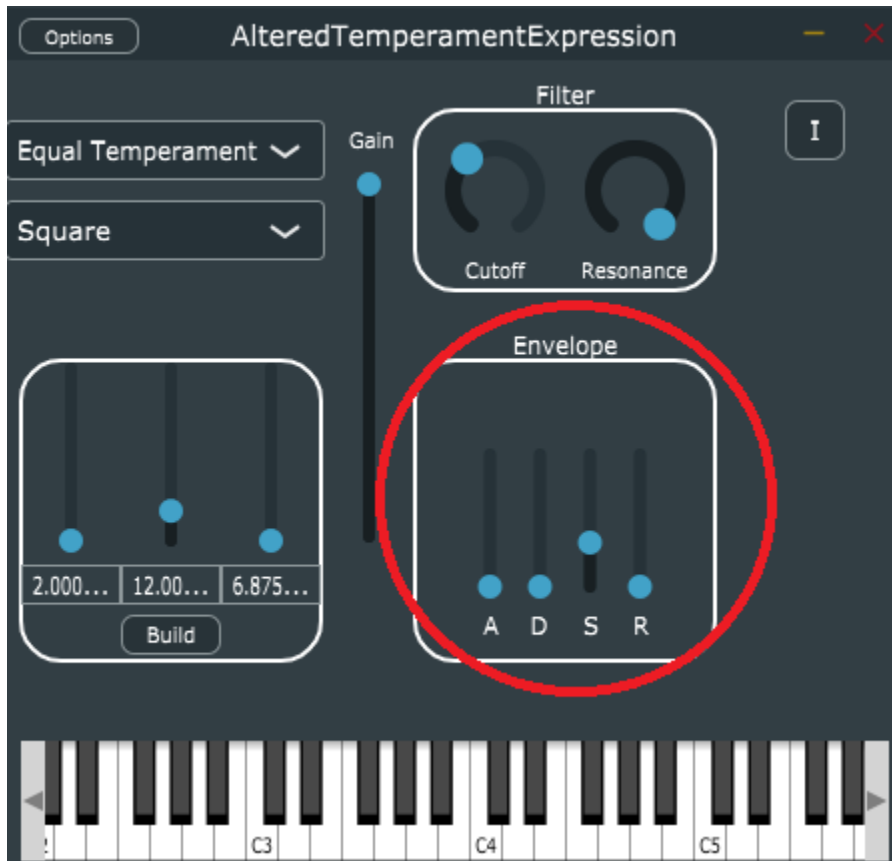 Options
AlteredTemperamentExpression
Equal Temperament
Square
Gain
Filter
Cutoff
Resonance
I
Envelope
A D S R
2.000... 12.00... 6.875...
Build
C3 C4 C5